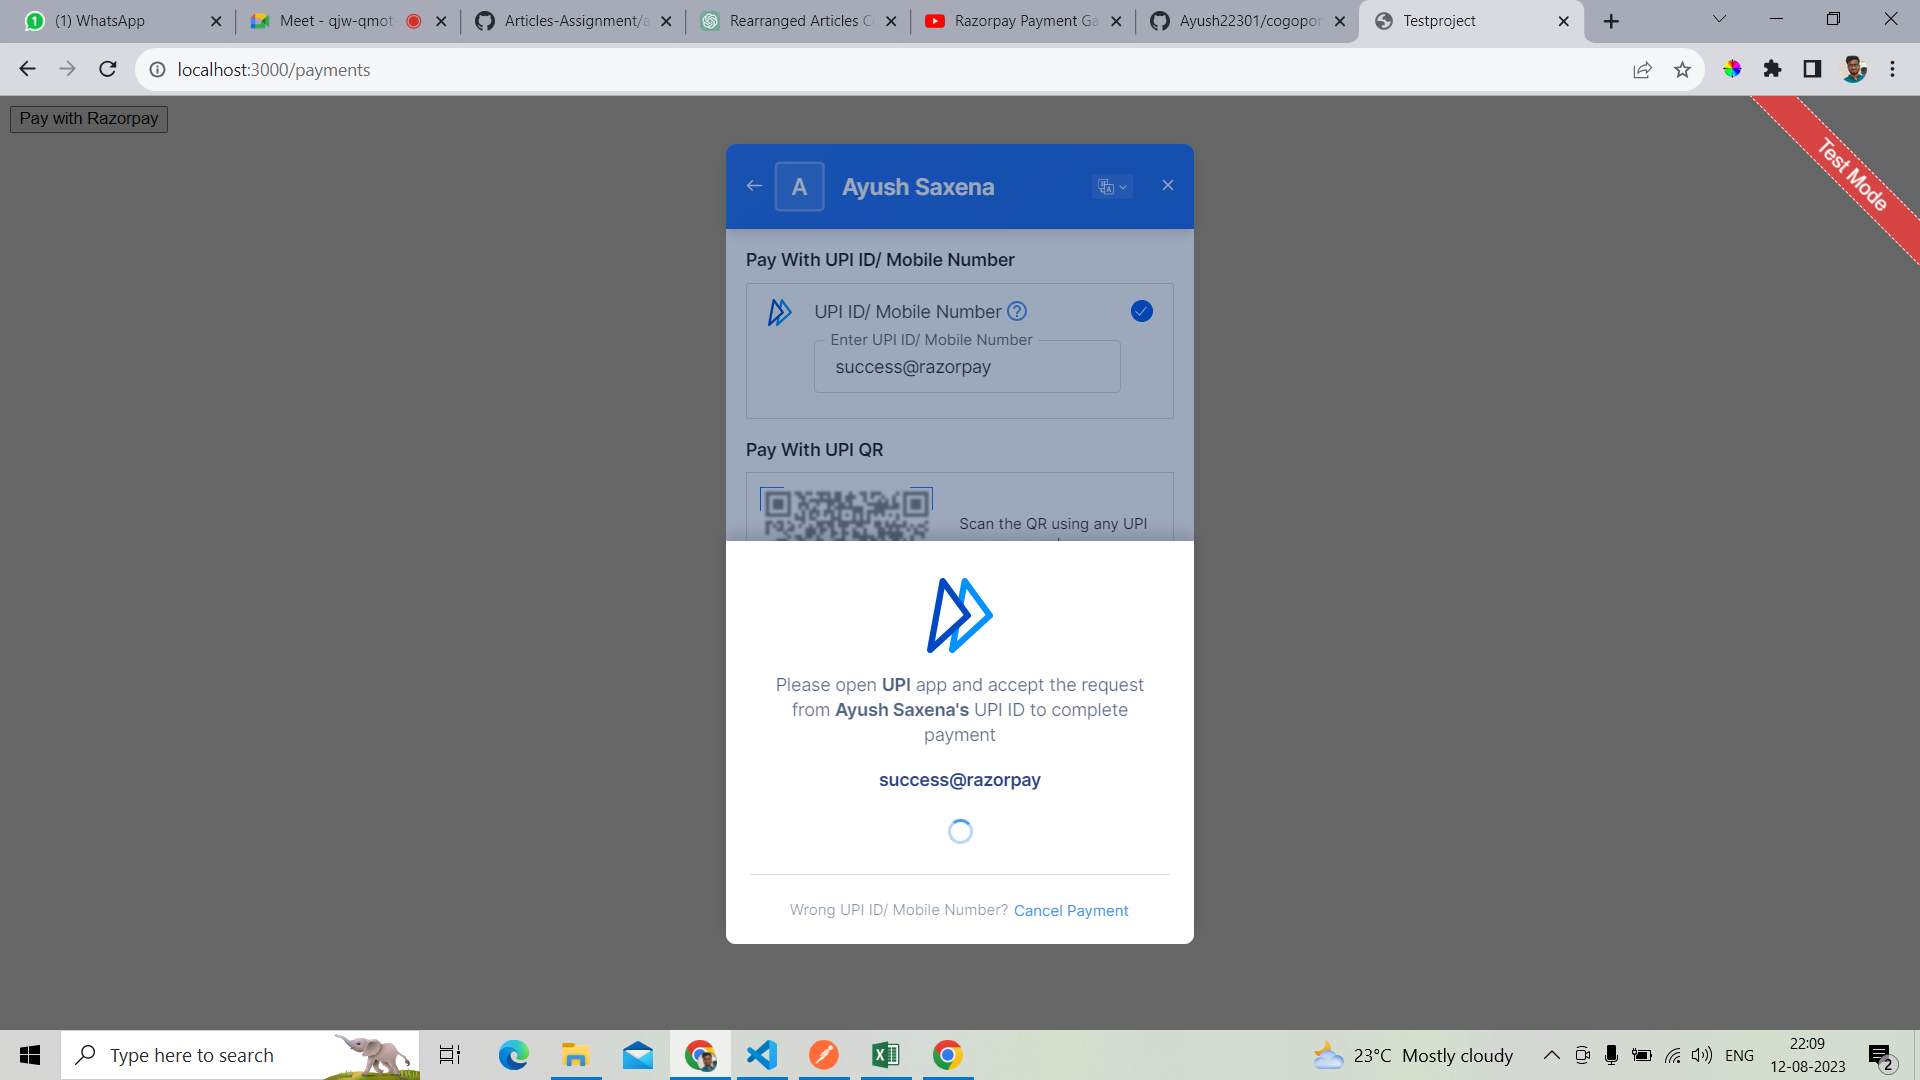 (1) WhatsApp
Meet - qjw-qmot-
Articles-Assignment/a
Rearranged Articles C
Razorpay Payment Ga
Ayush22301/cogopor
Testproject
localhost:3000/payments
Pay with Razorpay
Test Mode
A
Ayush Saxena
Pay With UPI ID/ Mobile Number
UPI ID/ Mobile Number
Enter UPI ID/ Mobile Number
success@razorpay
Pay With UPI QR
Scan the QR using any UPI
Please open UPI app and accept the request
from Ayush Saxena's UPI ID to complete
payment
success@razorpay
Wrong UPI ID/ Mobile Number? Cancel Payment
Type here to search
23°C Mostly cloudy
ENG
22:09
12-08-2023
2